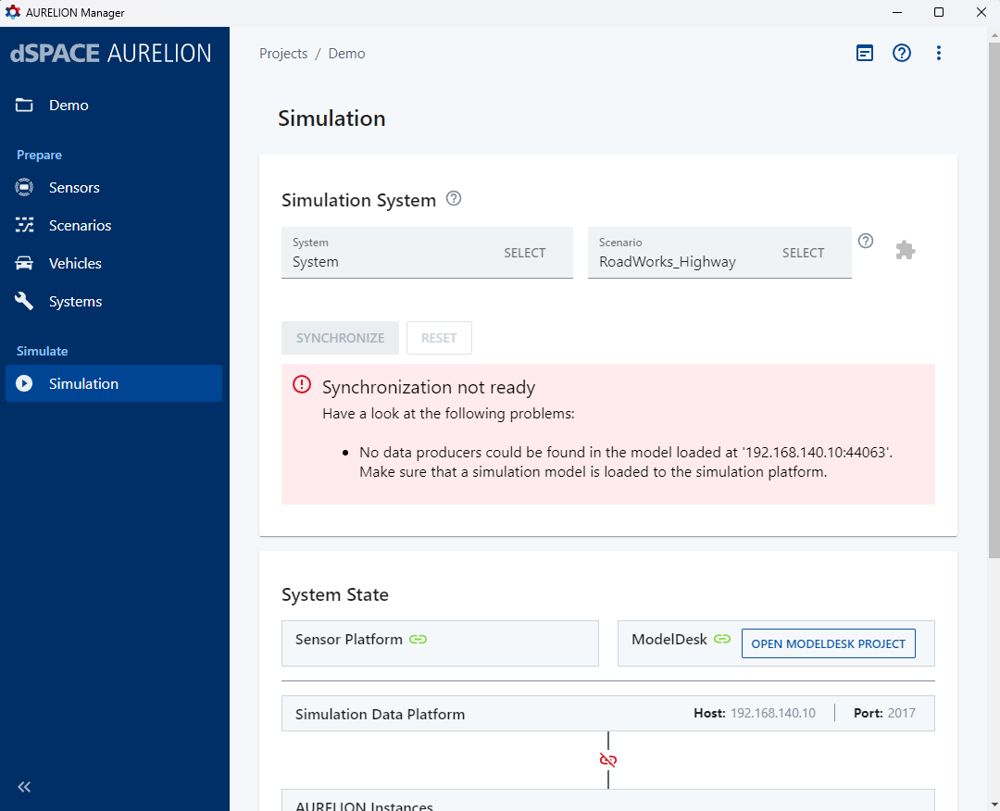 AURELION Manager
dSPACE AURELION
Demo
Prepare
Sensors
Scenarios
Vehicles
Systems
Simulate
Simulation
Projects / Demo
Simulation
Simulation System
System
System
SELECT
Scenario
RoadWorks_Highway
SELECT
SYNCHRONIZE
RESET
Synchronization not ready
Have a look at the following problems:
• No data producers could be found in the model loaded at '192.168.140.10:44063'.
Make sure that a simulation model is loaded to the simulation platform.
System State
Sensor Platform
ModelDesk
OPEN MODELDESK PROJECT
Simulation Data Platform
Host: 192.168.140.10
Port: 2017
AURELION Instances